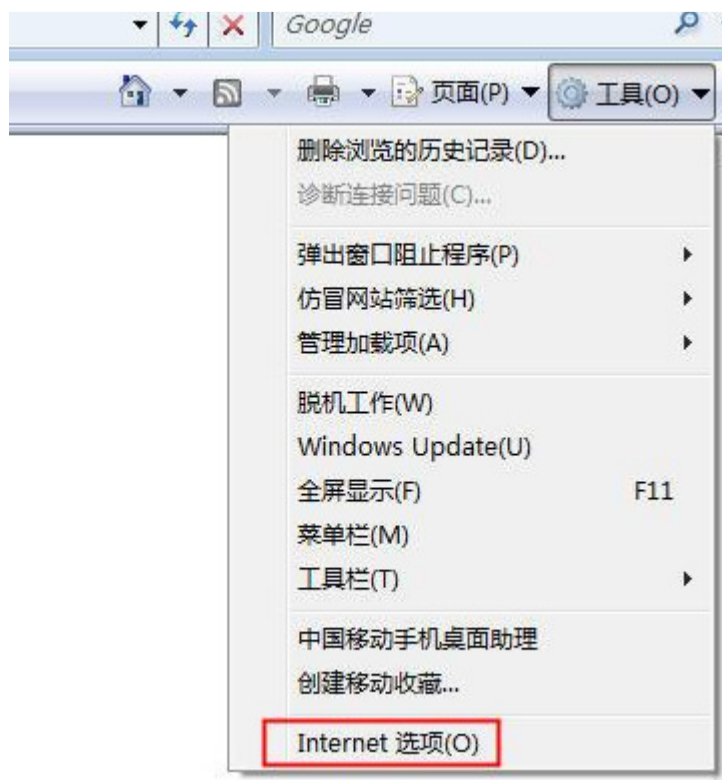 Google
页面(P) 工具(O)
删除浏览的历史记录(D)...
诊断连接问题(C)...
弹出窗口阻止程序(P)
仿冒网站筛选(H)
管理加载项(A)
脱机工作(W)
Windows Update(U)
全屏显示(F) F11
菜单栏(M)
工具栏(T)
中国移动手机桌面助理
创建移动收藏...
Internet 选项(O)